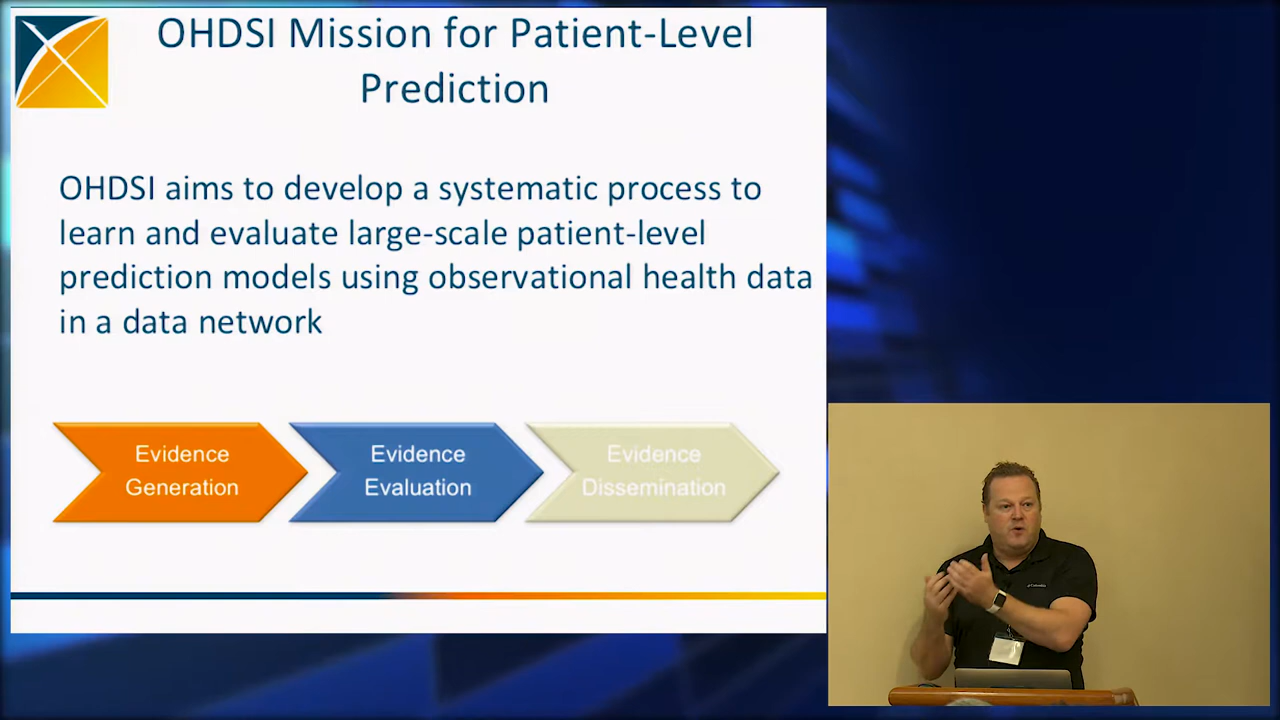 OHDSI Mission for Patient-Level
Prediction
OHDSI aims to develop a systematic process to
learn and evaluate large-scale patient-level
prediction models using observational health data
in a data network
Evidence
Generation
Evidence
Evaluation
Evidence
Dissemination
Columbia